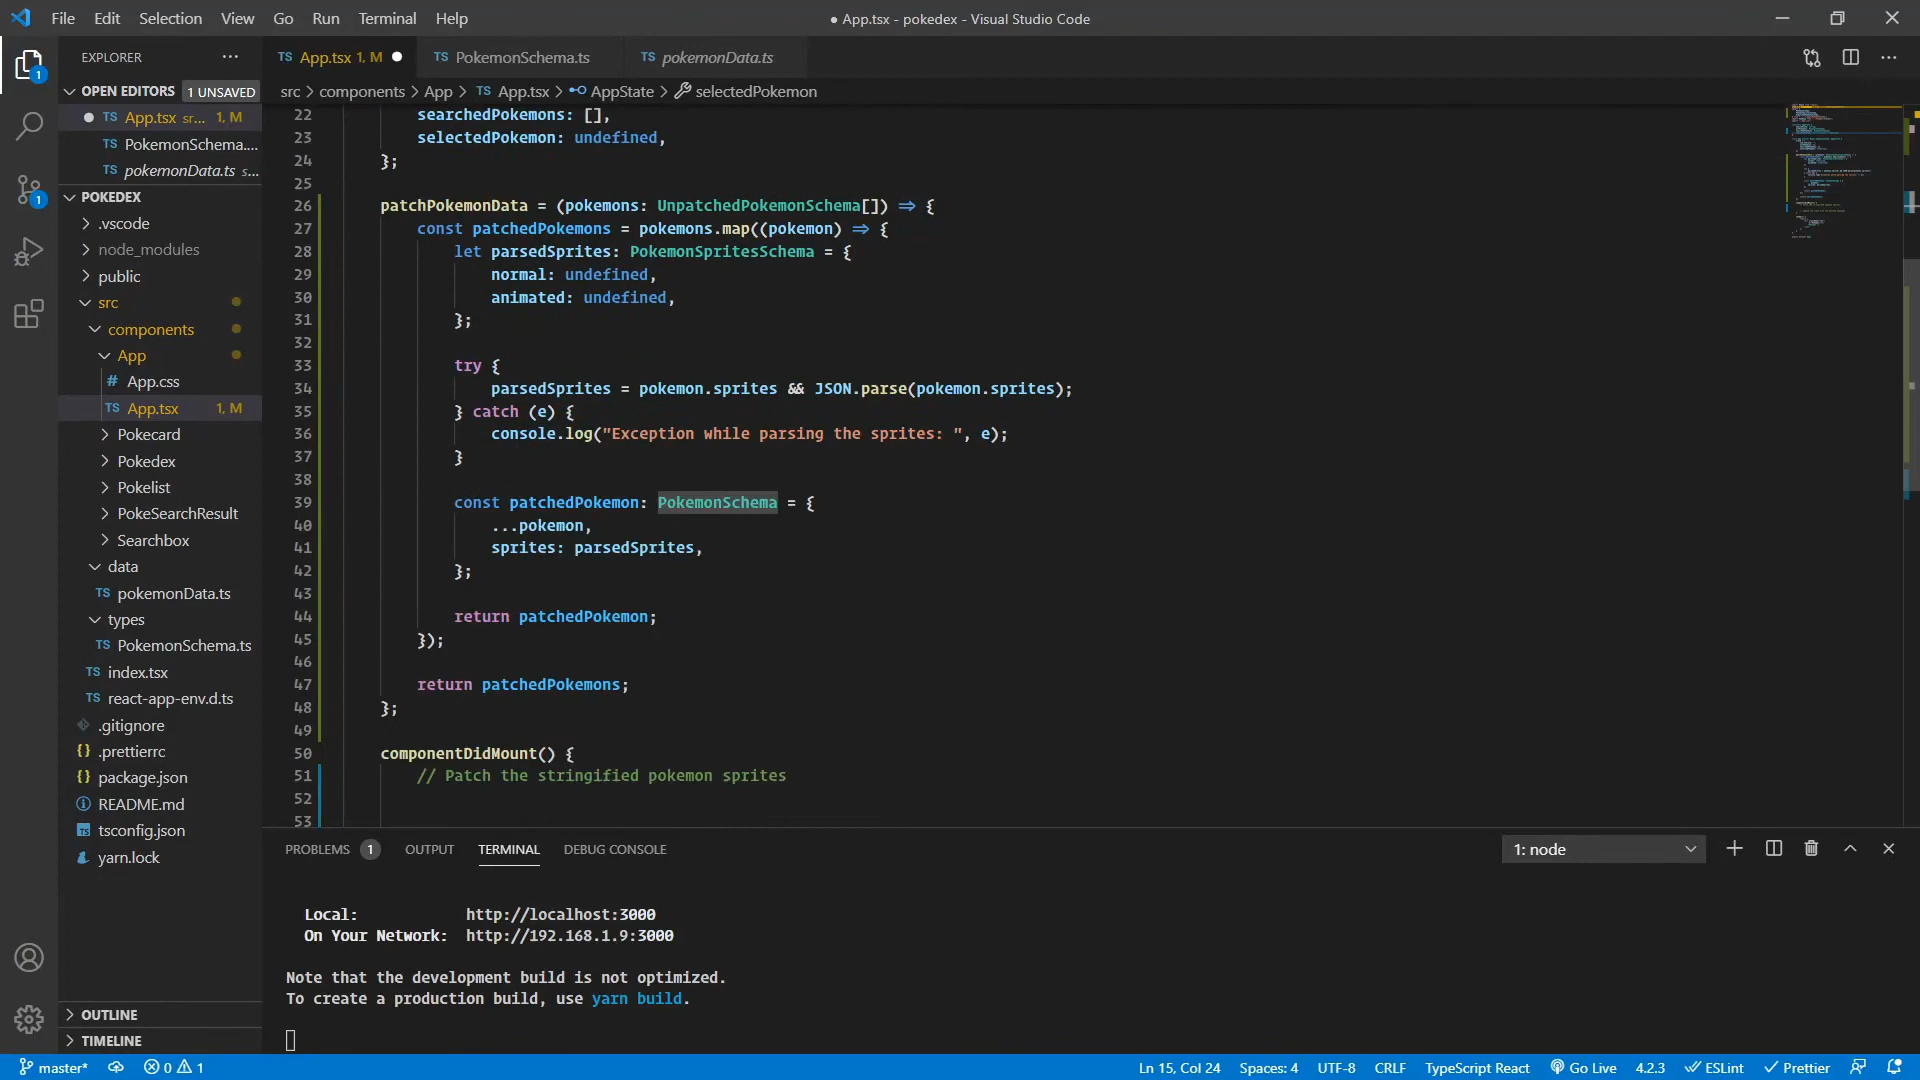 File Edit Selection View Go Run Terminal Help
● App.tsx - pokedex - Visual Studio Code
EXPLORER
TS App.tsx 1, M
TS PokemonSchema.ts
TS pokemonData.ts
OPEN EDITORS 1 UNSAVED
src > components > App > TS App.tsx > AppState > selectedPokemon
TS App.tsx sr... 1, M
TS PokemonSchema....
TS pokemonData.ts s...
POKEDEX
.vscode
node_modules
public
src
components
App
# App.css
TS App.tsx 1, M
Pokecard
Pokedex
Pokelist
PokeSearchResult
Searchbox
data
TS pokemonData.ts
types
TS PokemonSchema.ts
TS index.tsx
TS react-app-env.d.ts
.gitignore
{} .prettierrc
{} package.json
README.md
TS tsconfig.json
yarn.lock
OUTLINE
TIMELINE
1
1
22 searchedPokemons: [],
23 selectedPokemon: undefined,
24 };
25
26 patchPokemonData = (pokemons: UnpatchedPokemonSchema[]) => {
27 const patchedPokemons = pokemons.map((pokemon) => {
28 let parsedSprites: PokemonSpritesSchema = {
29 normal: undefined,
30 animated: undefined,
31 };
32
33 try {
34 parsedSprites = pokemon.sprites && JSON.parse(pokemon.sprites);
35 } catch (e) {
36 console.log("Exception while parsing the sprites: ", e);
37 }
38
39 const patchedPokemon: PokemonSchema = {
40 ...pokemon,
41 sprites: parsedSprites,
42 };
43
44 return patchedPokemon;
45 });
46
47 return patchedPokemons;
48 };
49
50 componentDidMount() {
51 // Patch the stringified pokemon sprites
52
53
PROBLEMS 1 OUTPUT TERMINAL DEBUG CONSOLE
1: node
Local: http://localhost:3000
On Your Network: http://192.168.1.9:3000
Note that the development build is not optimized.
To create a production build, use yarn build.
master* 0 1
Ln 15, Col 24 Spaces: 4 UTF-8 CRLF TypeScript React Go Live 4.2.3 ESLint Prettier